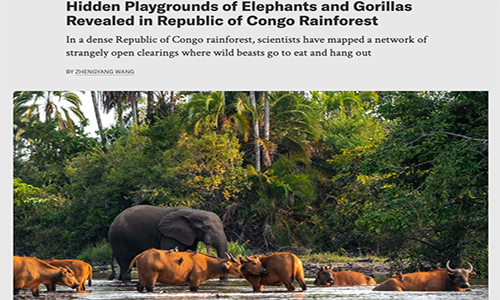 Hidden Playgrounds of Elephants and Gorillas
Revealed in Republic of Congo Rainforest
In a dense Republic of Congo rainforest, scientists have mapped a network of
strangely open clearings where wild beasts go to eat and hang out
BY ZHENGYANG WANG